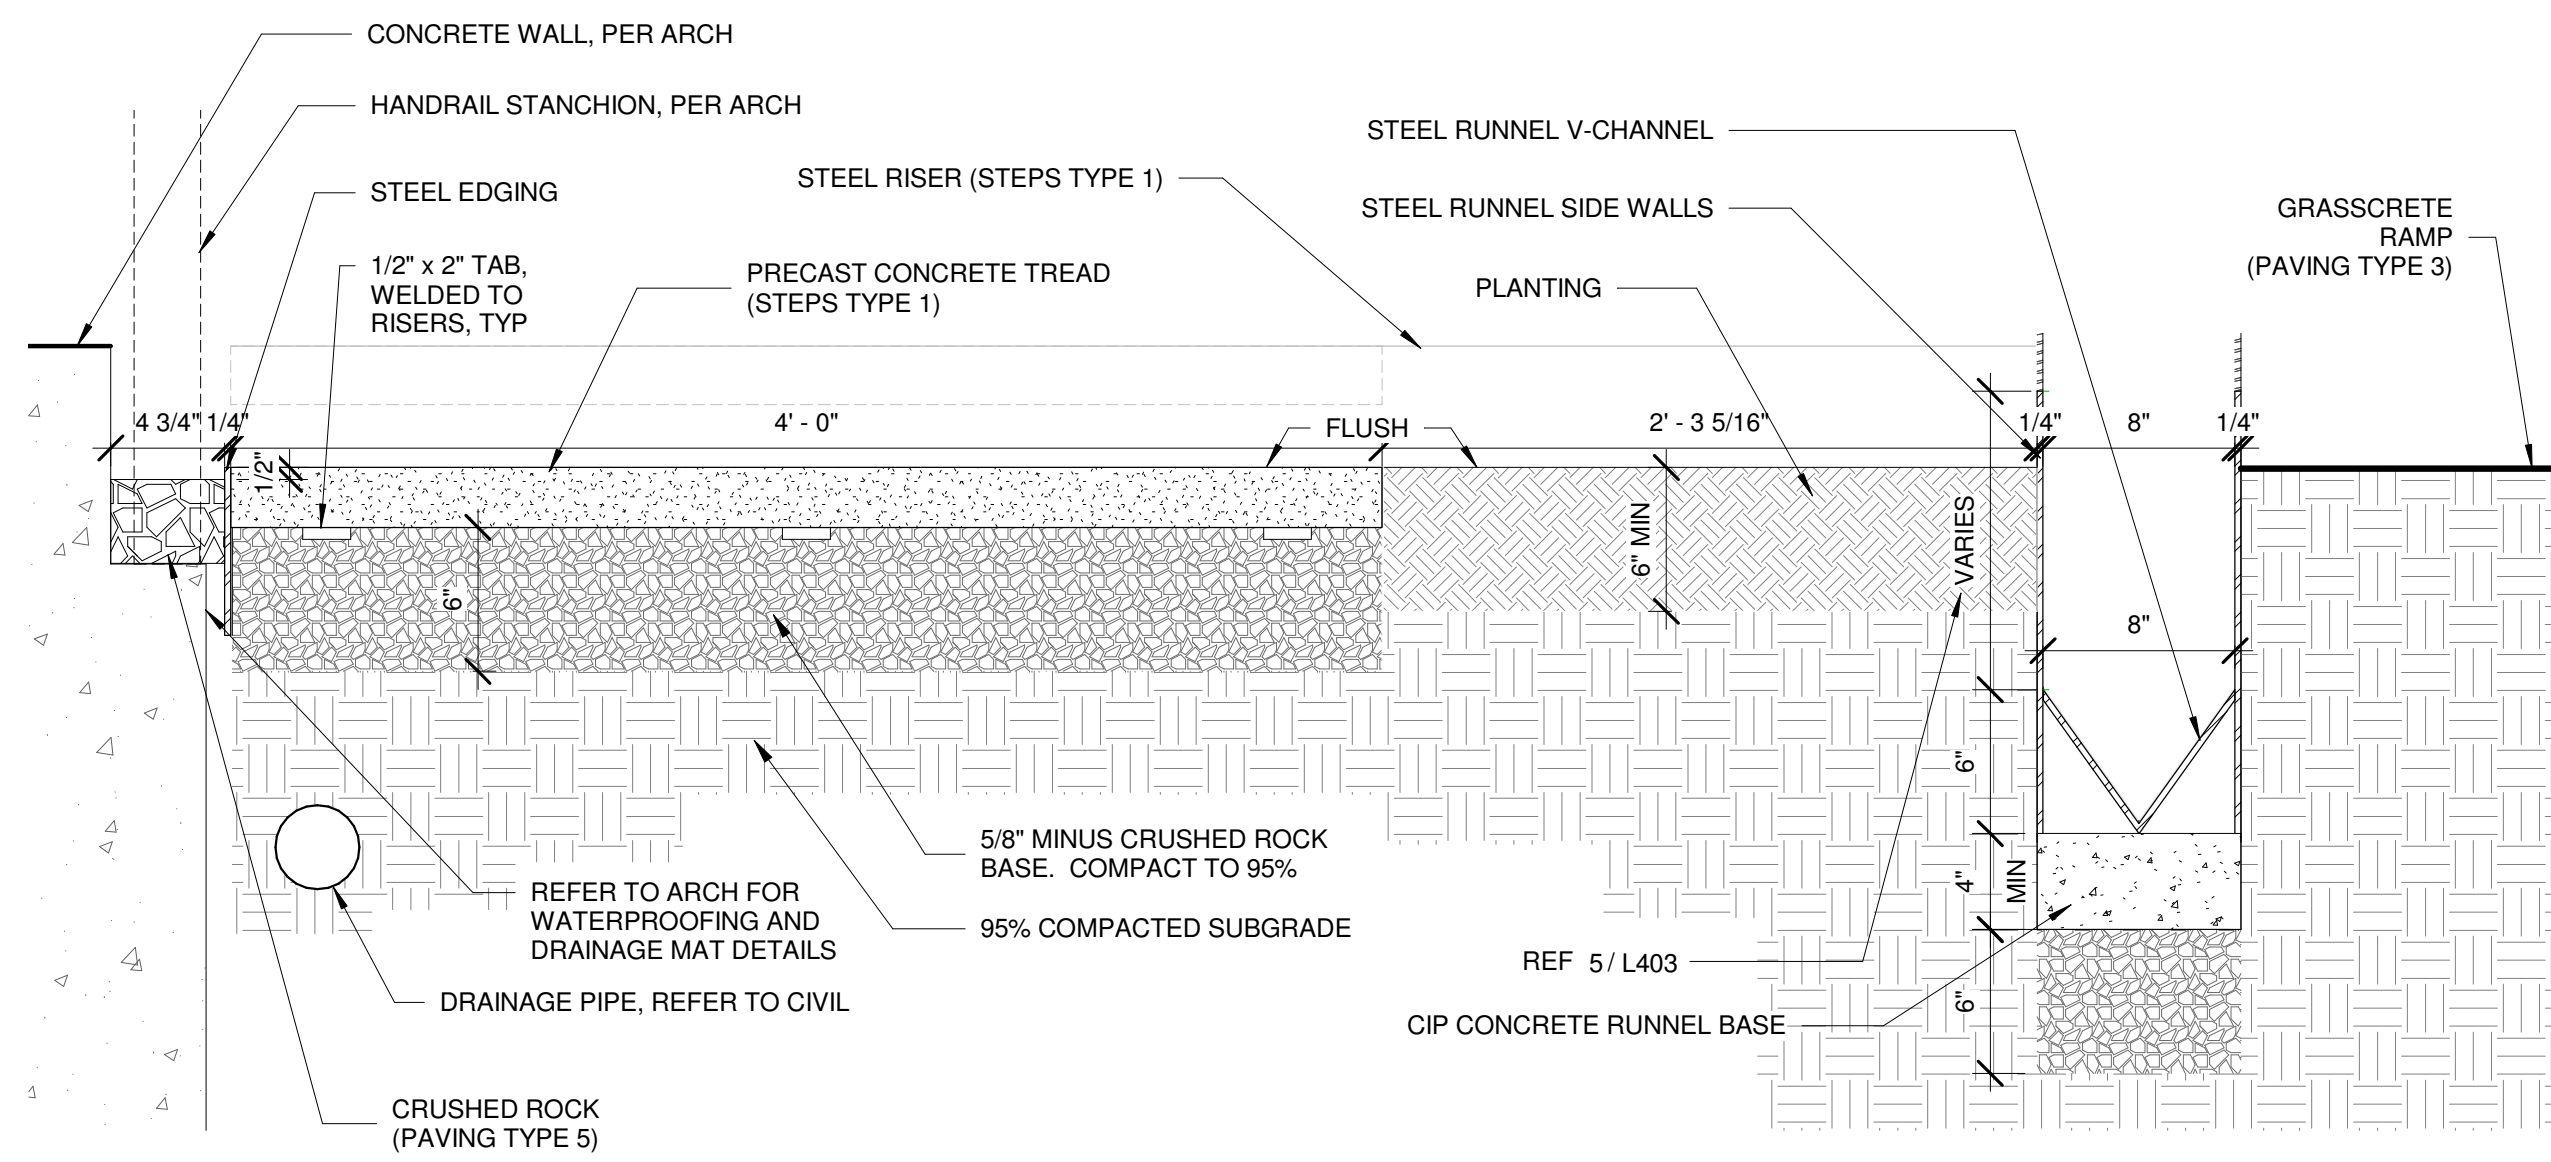 CONCRETE WALL, PER ARCH
HANDRAIL STANCHION, PER ARCH
STEEL EDGING
1/2" x 2" TAB,
WELDED TO
RISERS, TYP
PRECAST CONCRETE TREAD
(STEPS TYPE 1)
STEEL RISER (STEPS TYPE 1)
STEEL RUNNEL V-CHANNEL
STEEL RUNNEL SIDE WALLS
PLANTING
GRASSCRETE
RAMP
(PAVING TYPE 3)
4 3/4"
1/4"
4' - 0"
FLUSH
2' - 3 5/16"
1/4"
8"
1/4"
1/2"
6"
6" MIN
VARIES
8"
6"
4"
MIN
6"
5/8" MINUS CRUSHED ROCK
BASE. COMPACT TO 95%
95% COMPACTED SUBGRADE
REFER TO ARCH FOR
WATERPROOFING AND
DRAINAGE MAT DETAILS
DRAINAGE PIPE, REFER TO CIVIL
REF 5 / L403
CIP CONCRETE RUNNEL BASE
CRUSHED ROCK
(PAVING TYPE 5)